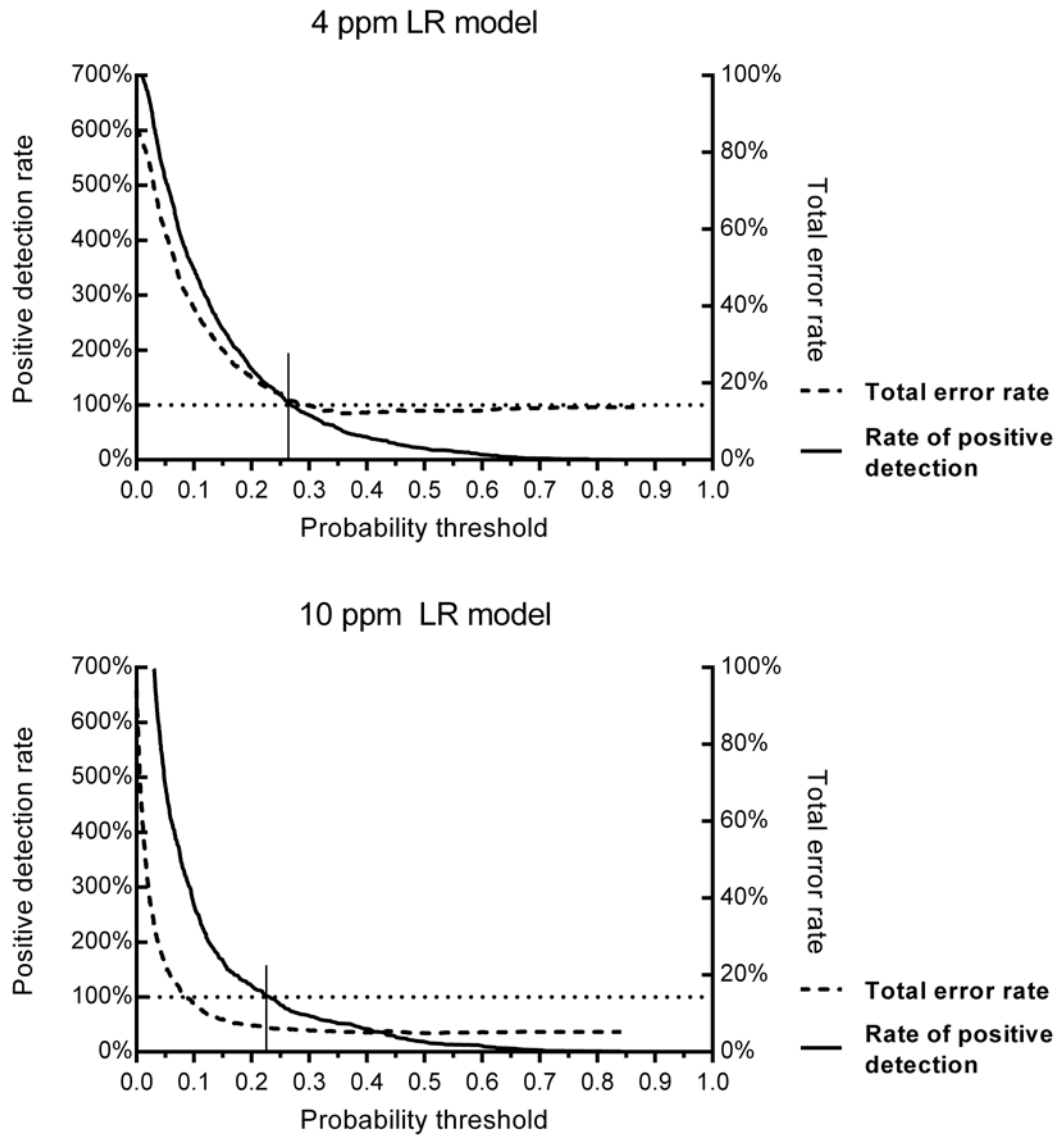 4 ppm LR model
700%
600%
500%
400%
300%
200%
100%
0%
Positive detection rate
100%
80%
60%
40%
20%
0%
Total error rate
0.0 0.1 0.2 0.3 0.4 0.5 0.6 0.7 0.8 0.9 1.0
Probability threshold
Total error rate
Rate of positive
detection
10 ppm LR model
700%
600%
500%
400%
300%
200%
100%
0%
Positive detection rate
100%
80%
60%
40%
20%
0%
Total error rate
0.0 0.1 0.2 0.3 0.4 0.5 0.6 0.7 0.8 0.9 1.0
Probability threshold
Total error rate
Rate of positive
detection